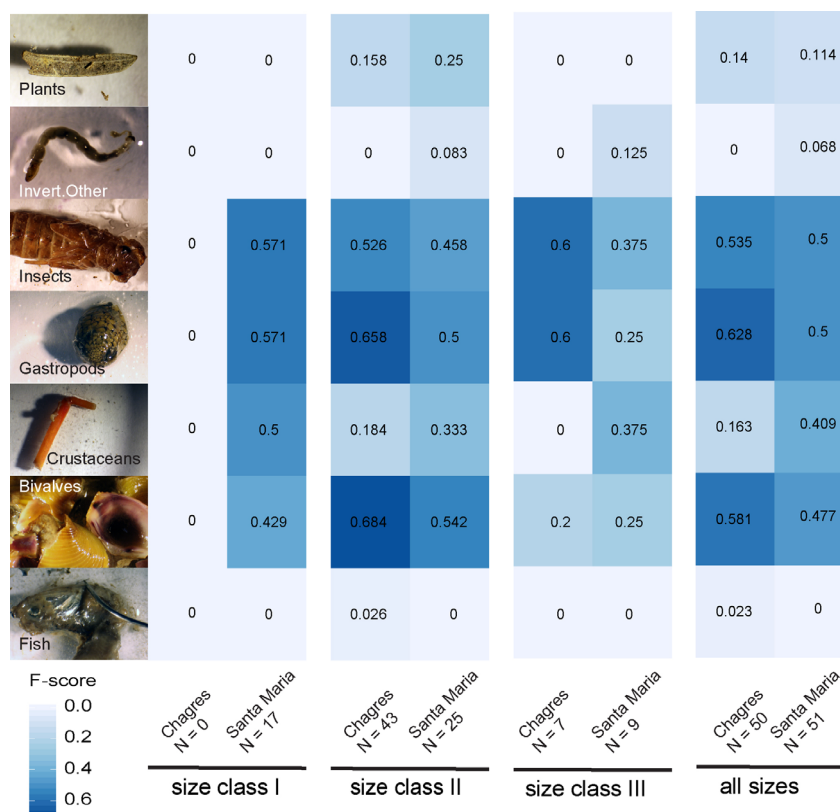 Plants 0 0 0.158 0.25 0 0 0.14 0.114
Invert.Other 0 0 0 0.083 0 0.125 0 0.068
Insects 0 0.571 0.526 0.458 0.6 0.375 0.535 0.5
Gastropods 0 0.571 0.658 0.5 0.6 0.25 0.628 0.5
Crustaceans 0 0.5 0.184 0.333 0 0.375 0.163 0.409
Bivalves 0 0.429 0.684 0.542 0.2 0.25 0.581 0.477
Fish 0 0 0.026 0 0 0 0.023 0
F-score
0.0
0.2
0.4
0.6
Chagres
N = 0
Santa Maria
N = 17
Chagres
N = 43
Santa Maria
N = 25
Chagres
N = 7
Santa Maria
N = 9
Chagres
N = 50
Santa Maria
N = 51
size class I
size class II
size class III
all sizes